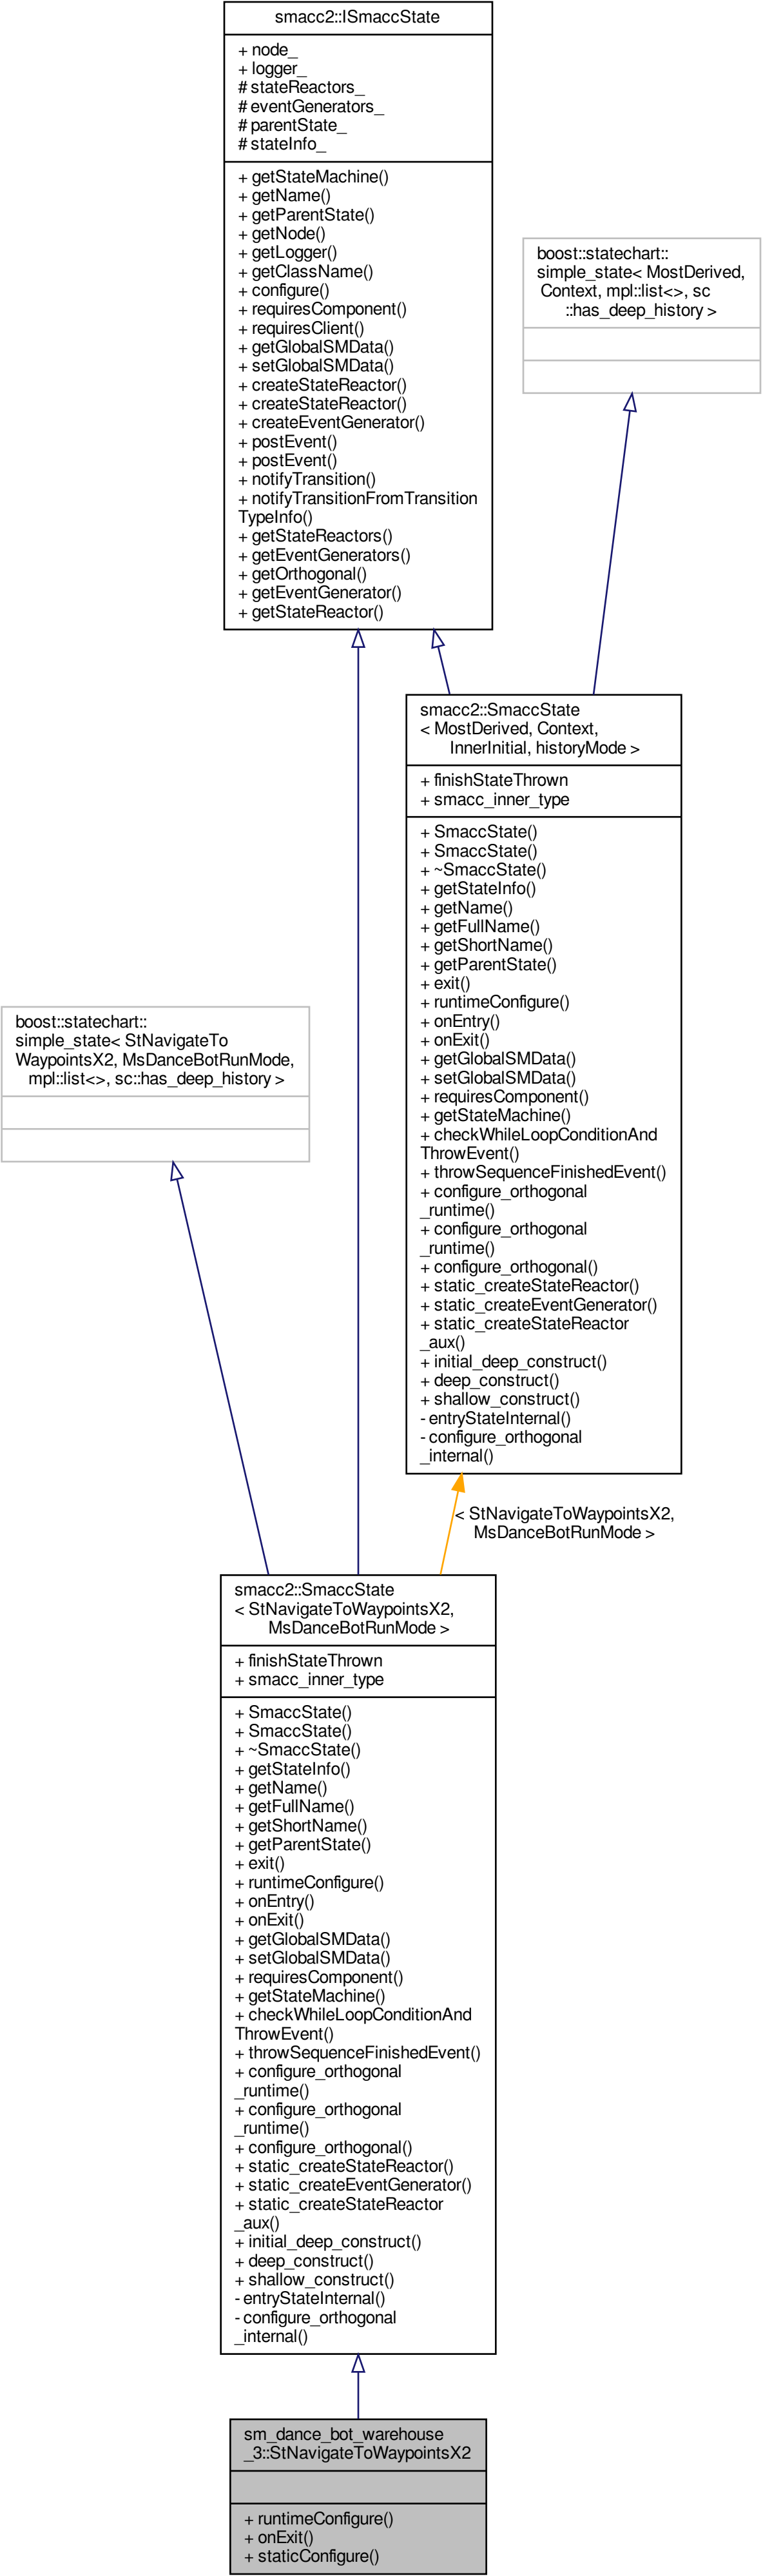 smacc2::ISmaccState
+ node_
+ logger_
# stateReactors_
# eventGenerators_
# parentState_
# stateInfo_
+ getStateMachine()
+ getName()
+ getParentState()
+ getNode()
+ getLogger()
+ getClassName()
+ configure()
+ requiresComponent()
+ requiresClient()
+ getGlobalSMData()
+ setGlobalSMData()
+ createStateReactor()
+ createStateReactor()
+ createEventGenerator()
+ postEvent()
+ postEvent()
+ notifyTransition()
+ notifyTransitionFromTransition
TypeInfo()
+ getStateReactors()
+ getEventGenerators()
+ getOrthogonal()
+ getEventGenerator()
+ getStateReactor()
boost::statechart::
simple_state< MostDerived,
Context, mpl::list<>, sc
::has_deep_history >
smacc2::SmaccState
< MostDerived, Context,
InnerInitial, historyMode >
+ finishStateThrown
+ smacc_inner_type
+ SmaccState()
+ SmaccState()
+ ~SmaccState()
+ getStateInfo()
+ getName()
+ getFullName()
+ getShortName()
+ getParentState()
+ exit()
+ runtimeConfigure()
+ onEntry()
+ onExit()
+ getGlobalSMData()
+ setGlobalSMData()
+ requiresComponent()
+ getStateMachine()
+ checkWhileLoopConditionAnd
ThrowEvent()
+ throwSequenceFinishedEvent()
+ configure_orthogonal
_runtime()
+ configure_orthogonal
_runtime()
+ configure_orthogonal()
+ static_createStateReactor()
+ static_createEventGenerator()
+ static_createStateReactor
_aux()
+ initial_deep_construct()
+ deep_construct()
+ shallow_construct()
- entryStateInternal()
- configure_orthogonal
_internal()
boost::statechart::
simple_state< StNavigateTo
WaypointsX2, MsDanceBotRunMode,
mpl::list<>, sc::has_deep_history >
< StNavigateToWaypointsX2,
MsDanceBotRunMode >
smacc2::SmaccState
< StNavigateToWaypointsX2,
MsDanceBotRunMode >
+ finishStateThrown
+ smacc_inner_type
+ SmaccState()
+ SmaccState()
+ ~SmaccState()
+ getStateInfo()
+ getName()
+ getFullName()
+ getShortName()
+ getParentState()
+ exit()
+ runtimeConfigure()
+ onEntry()
+ onExit()
+ getGlobalSMData()
+ setGlobalSMData()
+ requiresComponent()
+ getStateMachine()
+ checkWhileLoopConditionAnd
ThrowEvent()
+ throwSequenceFinishedEvent()
+ configure_orthogonal
_runtime()
+ configure_orthogonal
_runtime()
+ configure_orthogonal()
+ static_createStateReactor()
+ static_createEventGenerator()
+ static_createStateReactor
_aux()
+ initial_deep_construct()
+ deep_construct()
+ shallow_construct()
- entryStateInternal()
- configure_orthogonal
_internal()
sm_dance_bot_warehouse
_3::StNavigateToWaypointsX2
+ runtimeConfigure()
+ onExit()
+ staticConfigure()